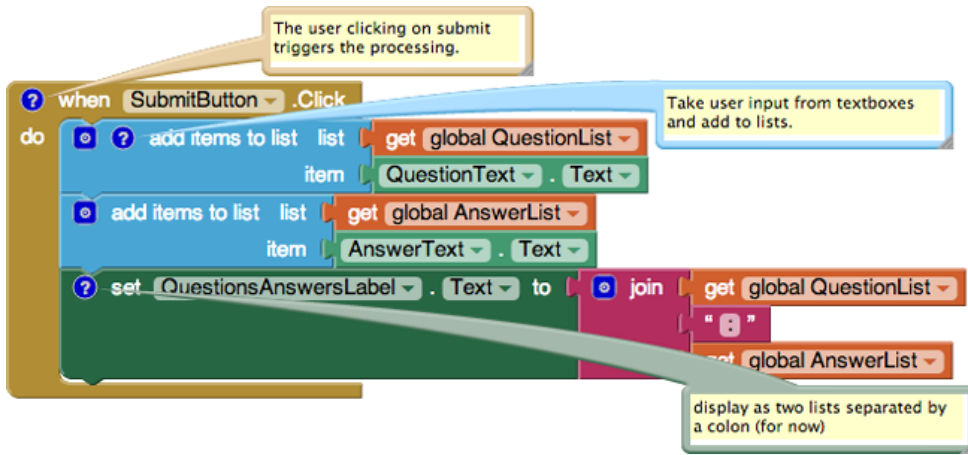 The user clicking on submit
triggers the processing.
? when SubmitButton .Click
Take user input from textboxes
and add to lists.
do ? add items to list list get global QuestionList
item QuestionText . Text
add items to list list get global AnswerList
item AnswerText . Text
? set QuestionsAnswersLabel . Text to join get global QuestionList
“ : ”
get global AnswerList
display as two lists separated by
a colon (for now)